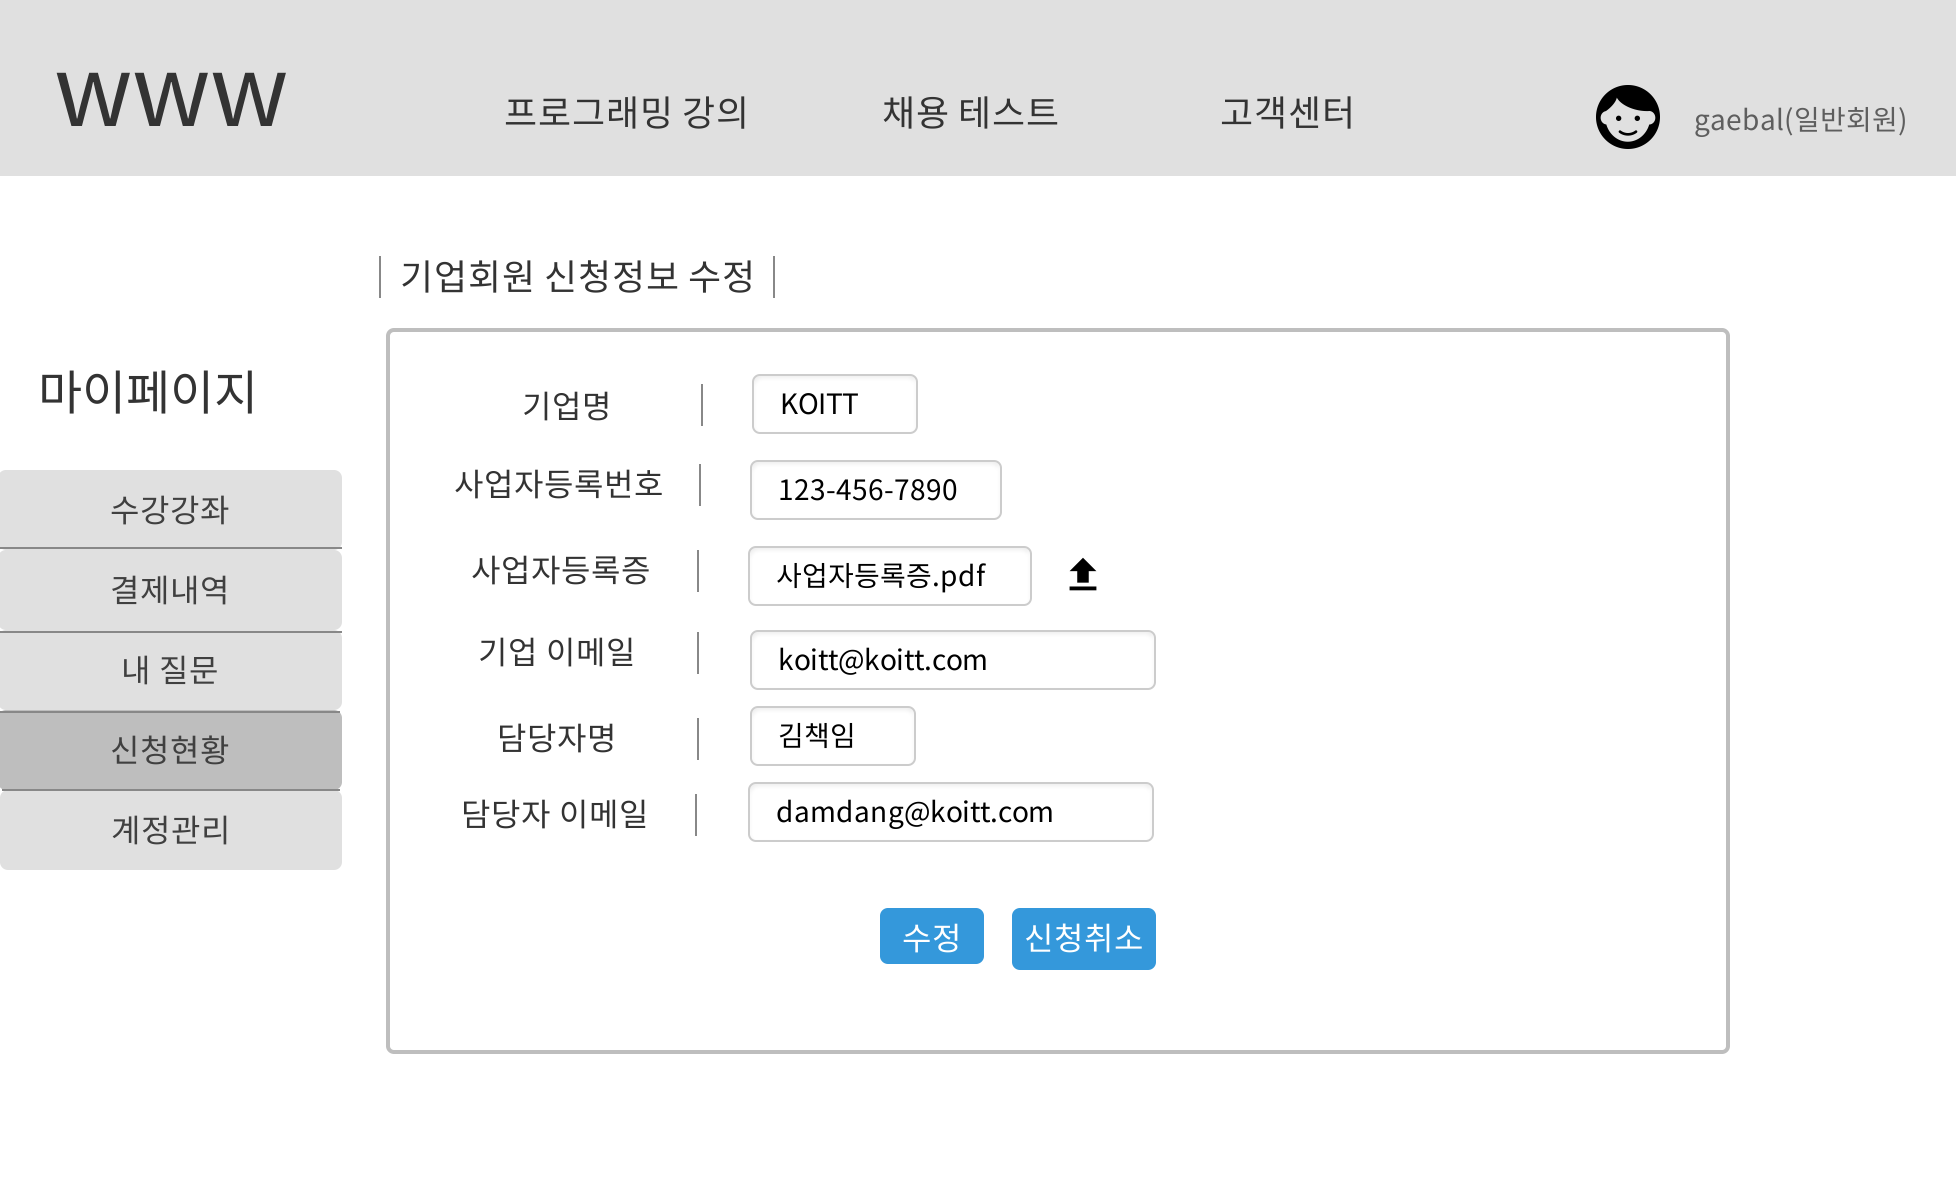 WWW
프로그래밍 강의
채용 테스트
고객센터
gaebal(일반회원)
기업회원 신청정보 수정
마이페이지
수강강좌
결제내역
내 질문
신청현황
계정관리
기업명
KOITT
사업자등록번호
123-456-7890
사업자등록증
사업자등록증.pdf
기업 이메일
koitt@koitt.com
담당자명
김책임
담당자 이메일
damdang@koitt.com
수정
신청취소